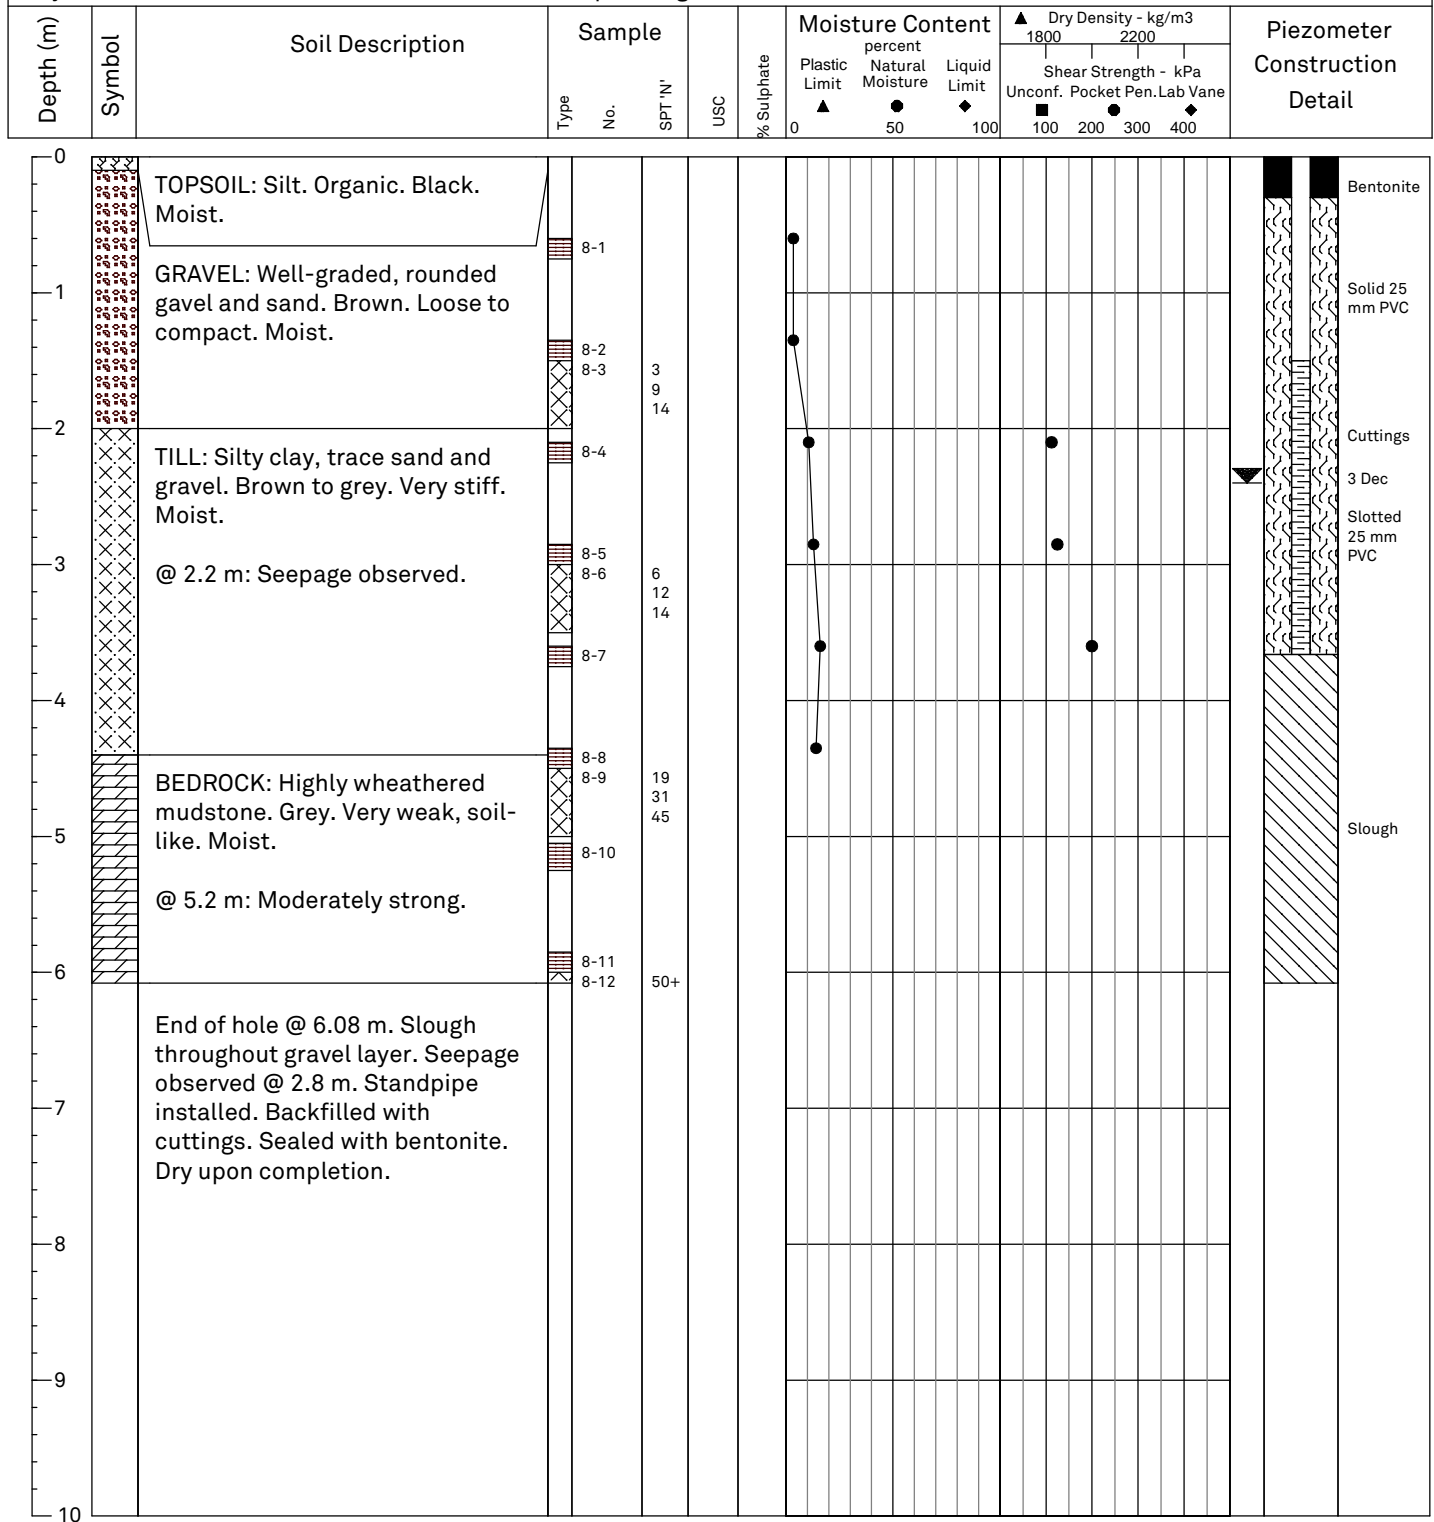 Depth (m)
Symbol
Soil Description
Sample
Type
No.
SPT 'N'
USC
% Sulphate
Moisture Content
percent
Plastic Limit
Natural Moisture
Liquid Limit
0 50 100
Dry Density - kg/m3
1800 2200
Shear Strength - kPa
Unconf. Pocket Pen. Lab Vane
100 200 300 400
Piezometer
Construction
Detail
0
TOPSOIL: Silt. Organic. Black.
Moist.
Bentonite
8-1
GRAVEL: Well-graded, rounded
gavel and sand. Brown. Loose to
compact. Moist.
1
Solid 25
mm PVC
8-2
8-3 3
9
14
2
Cuttings
TILL: Silty clay, trace sand and
gravel. Brown to grey. Very stiff.
Moist.
8-4
3 Dec
Slotted
25 mm
PVC
8-5
3
@ 2.2 m: Seepage observed.
8-6 6
12
14
8-7
4
8-8
BEDROCK: Highly wheathered
mudstone. Grey. Very weak, soil-
like. Moist.
8-9 19
31
45
5
Slough
8-10
@ 5.2 m: Moderately strong.
8-11
6
8-12 50+
End of hole @ 6.08 m. Slough
throughout gravel layer. Seepage
observed @ 2.8 m. Standpipe
installed. Backfilled with
cuttings. Sealed with bentonite.
Dry upon completion.
7
8
9
10